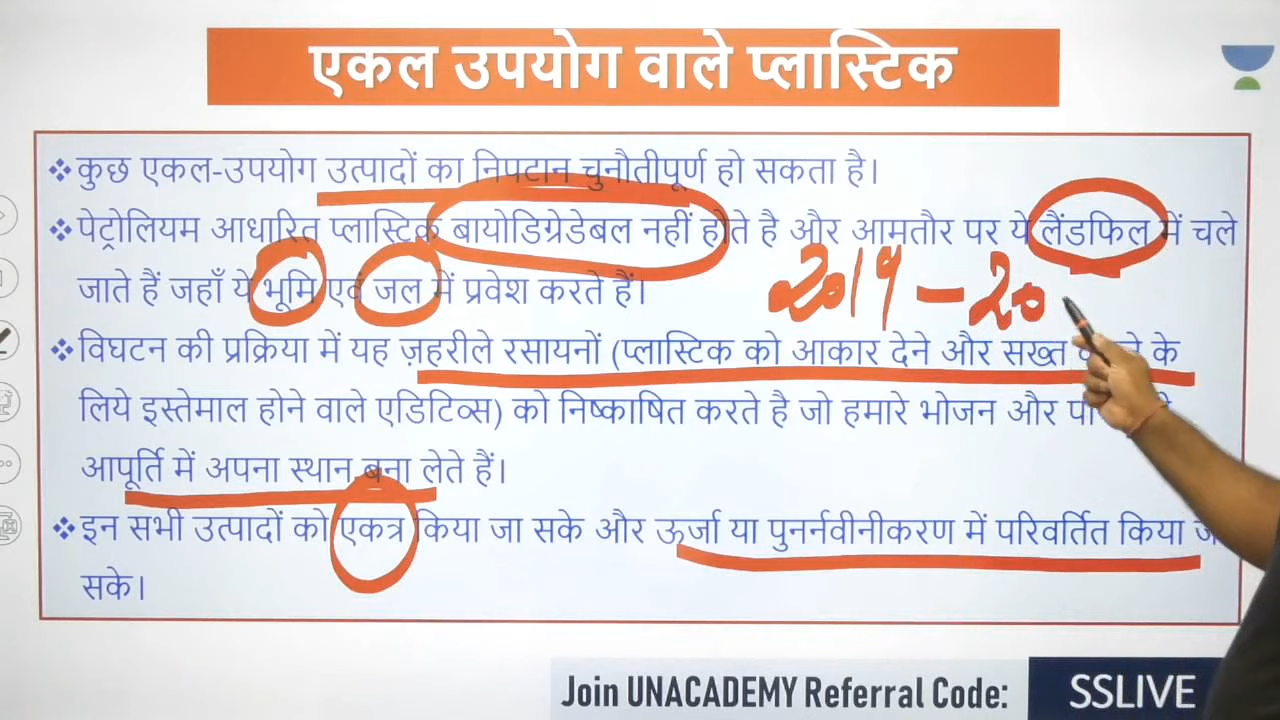 एकल उपयोग वाले प्लास्टिक
❖ कुछ एकल-उपयोग उत्पादों का निपटान चुनौतीपूर्ण हो सकता है।
❖ पेट्रोलियम आधारित प्लास्टिक बायोडिग्रेडेबल नहीं होते है और आमतौर पर ये लैंडफिल में चले
जाते हैं जहाँ ये भूमि एवं जल में प्रवेश करते हैं।
2019-20
❖ विघटन की प्रक्रिया में यह ज़हरीले रसायनों (प्लास्टिक को आकार देने और सख्त के
लिये इस्तेमाल होने वाले एडिटिव्स) को निष्काषित करते है जो हमारे भोजन और
आपूर्ति में अपना स्थान बना लेते हैं।
❖ इन सभी उत्पादों को एकत्र किया जा सके और ऊर्जा या पुनर्नवीनीकरण में परिवर्तित किया
सके।
Join UNACADEMY Referral Code: SSLIVE